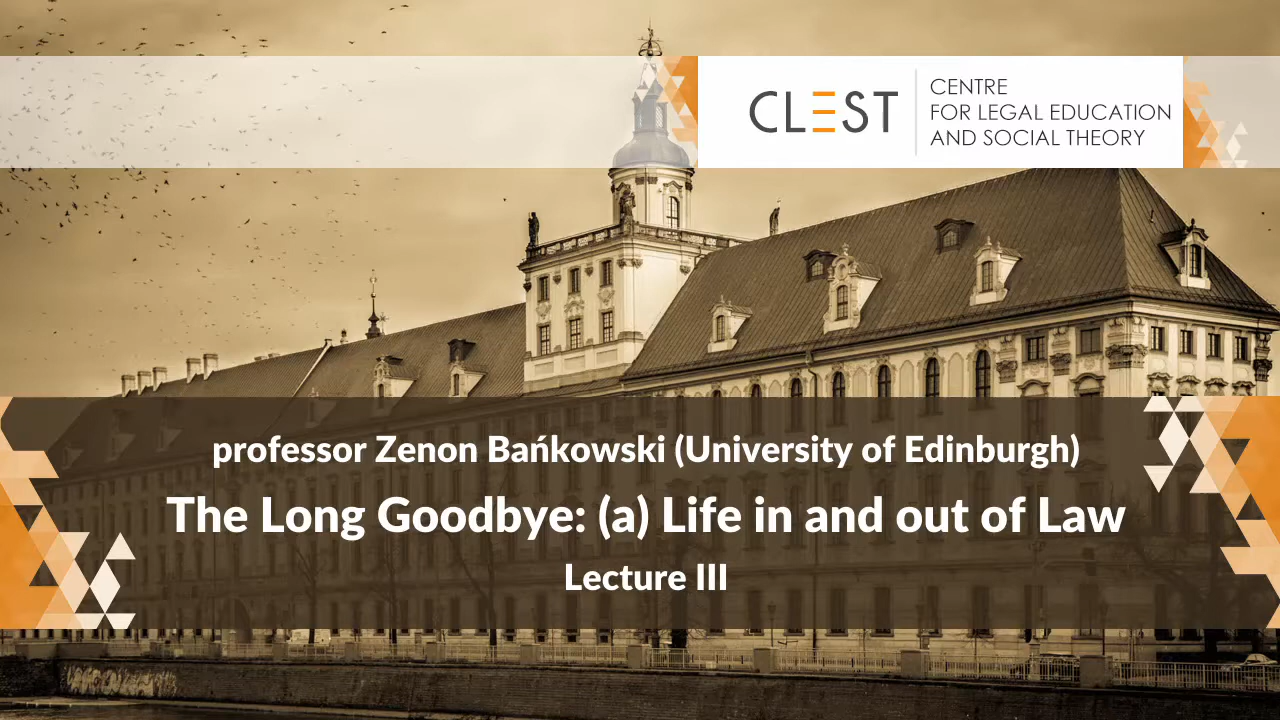 CLEST
CENTRE
FOR LEGAL EDUCATION
AND SOCIAL THEORY
professor Zenon Bańkowski (University of Edinburgh)
The Long Goodbye: (a) Life in and out of Law
Lecture III